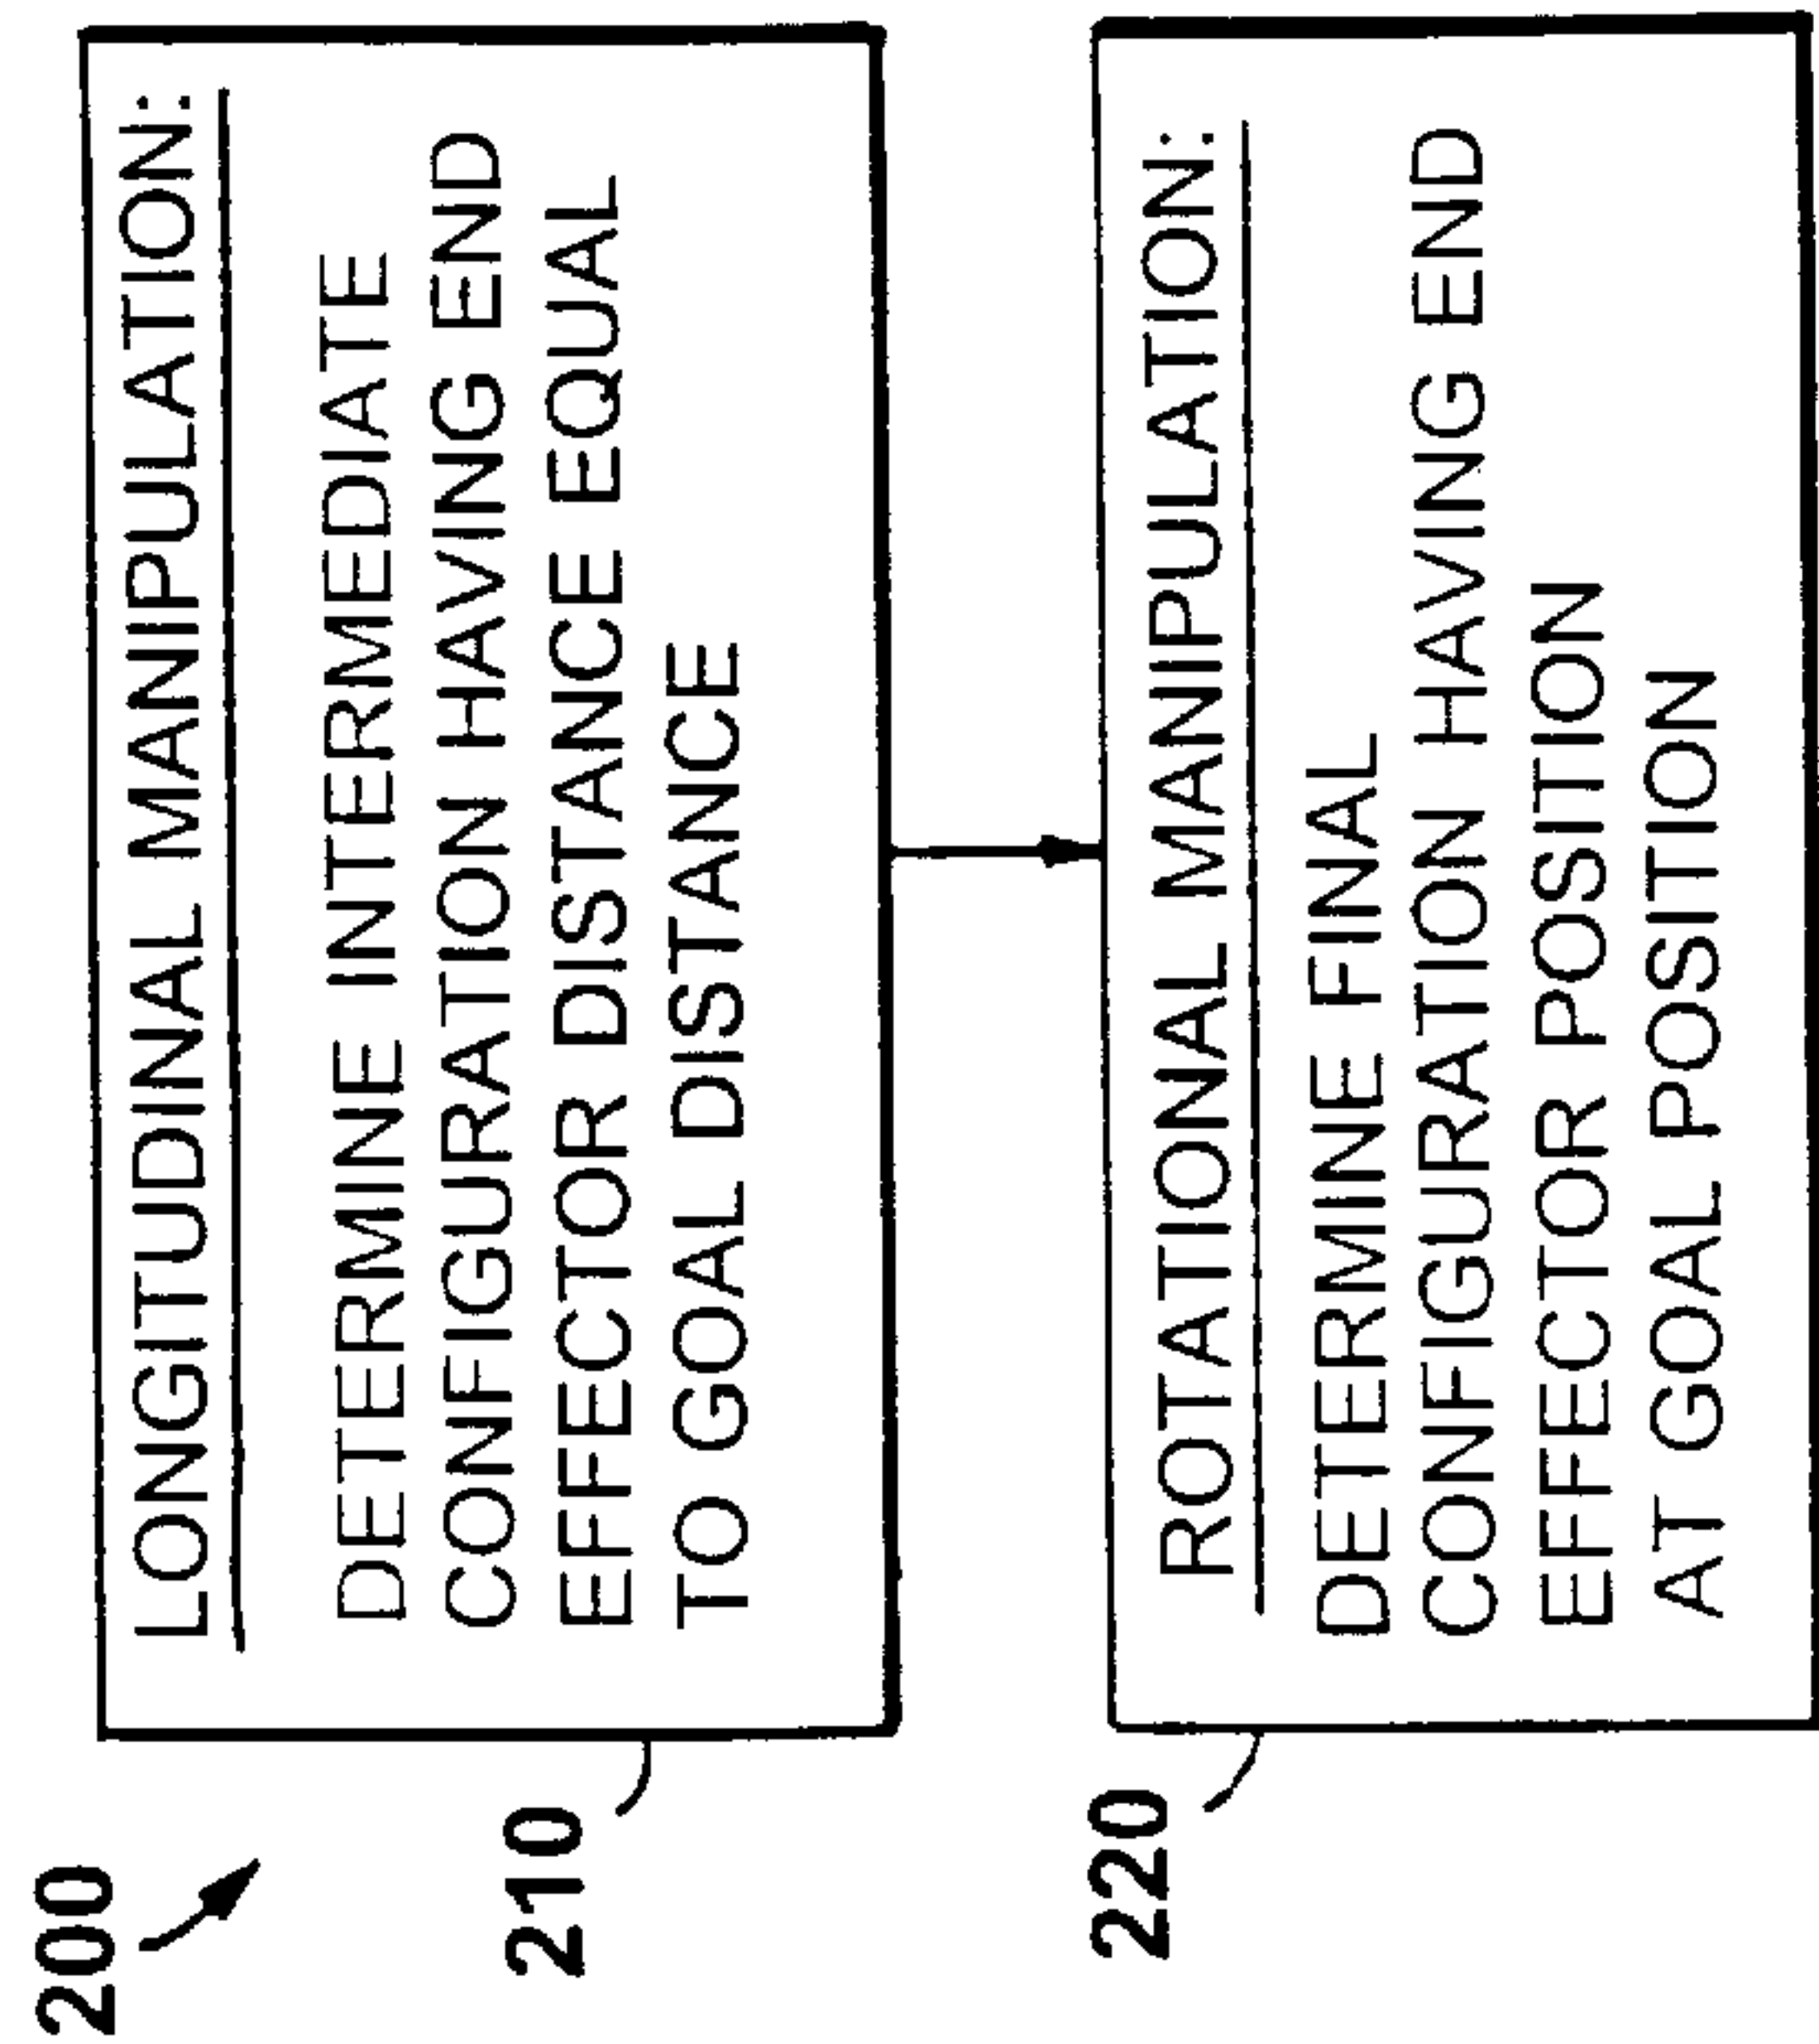 200
LONGITUDINAL MANIPULATION:
DETERMINE INTERMEDIATE
CONFIGURATION HAVING END
EFFECTOR DISTANCE EQUAL
TO GOAL DISTANCE
210
ROTATIONAL MANIPULATION:
DETERMINE FINAL
CONFIGURATION HAVING END
EFFECTOR POSITION
AT GOAL POSITION
220